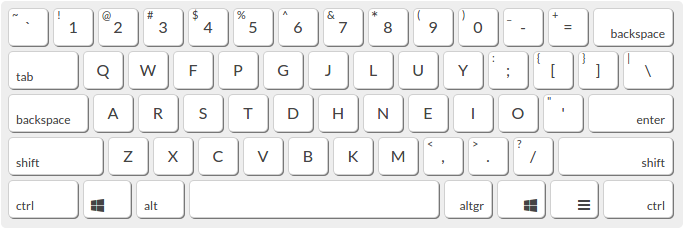 ~ ` ! 1 @ 2 # 3 $ 4 % 5 ^ 6 & 7 * 8 ( 9 ) 0 _ - + = backspace
tab Q W F P G J L U Y : ; { [ } ] | \
backspace A R S T D H N E I O " ' enter
shift Z X C V B K M < , > . ? / shift
ctrl alt altgr ctrl